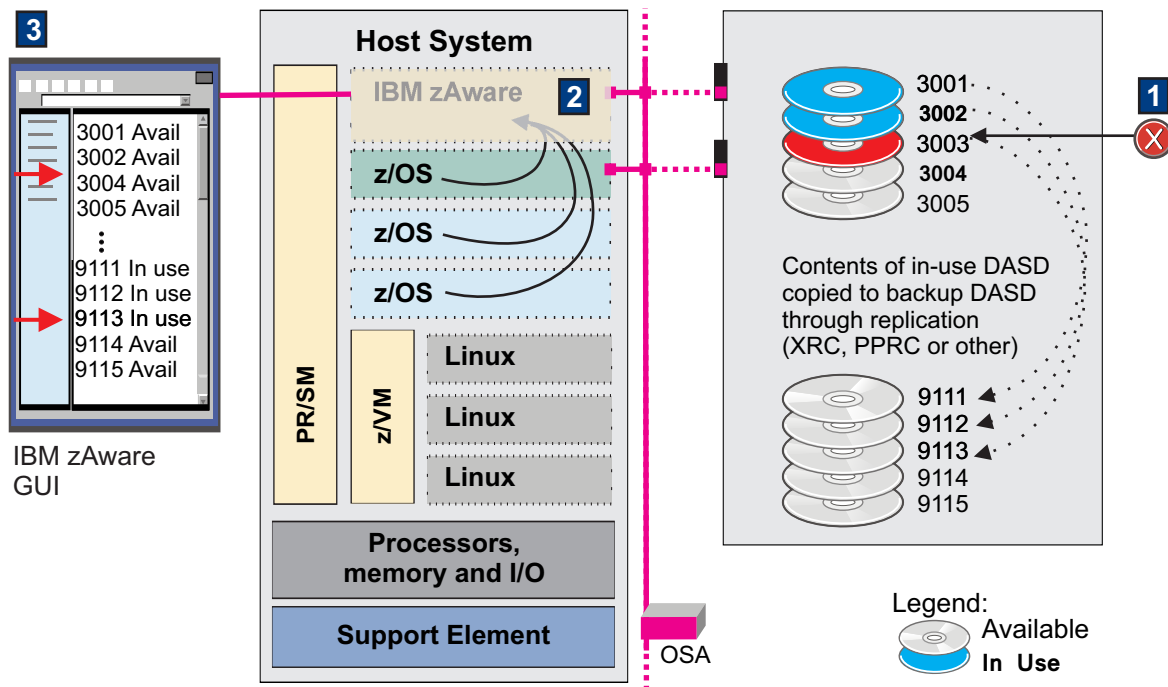 3
3001 Avail
3002 Avail
3004 Avail
3005 Avail
9111 In use
9112 In use
9113 In use
9114 Avail
9115 Avail
IBM zAware
GUI
Host System
PR/SM
IBM zAware
2
z/OS
z/OS
z/OS
z/VM
Linux
Linux
Linux
Processors,
memory and I/O
Support Element
OSA
3001
3002
3003
3004
3005
1
X
Contents of in-use DASD
copied to backup DASD
through replication
(XRC, PPRC or other)
9111
9112
9113
9114
9115
Legend:
Available
In Use